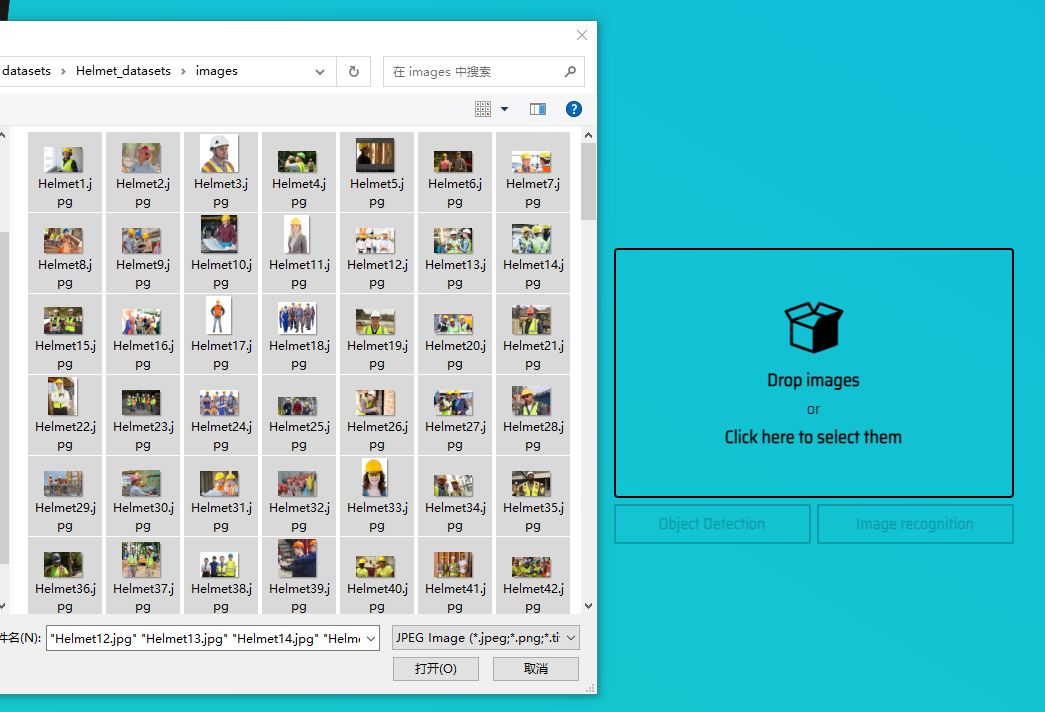 datasets › Helmet_datasets › images
在 images 中搜索
Helmet1.jpg
Helmet2.jpg
Helmet3.jpg
Helmet4.jpg
Helmet5.jpg
Helmet6.jpg
Helmet7.jpg
Helmet8.jpg
Helmet9.jpg
Helmet10.jpg
Helmet11.jpg
Helmet12.jpg
Helmet13.jpg
Helmet14.jpg
Helmet15.jpg
Helmet16.jpg
Helmet17.jpg
Helmet18.jpg
Helmet19.jpg
Helmet20.jpg
Helmet21.jpg
Helmet22.jpg
Helmet23.jpg
Helmet24.jpg
Helmet25.jpg
Helmet26.jpg
Helmet27.jpg
Helmet28.jpg
Helmet29.jpg
Helmet30.jpg
Helmet31.jpg
Helmet32.jpg
Helmet33.jpg
Helmet34.jpg
Helmet35.jpg
Helmet36.jpg
Helmet37.jpg
Helmet38.jpg
Helmet39.jpg
Helmet40.jpg
Helmet41.jpg
Helmet42.jpg
件名(N):
"Helmet12.jpg" "Helmet13.jpg" "Helmet14.jpg" "Helm
JPEG Image (*.jpeg;*.png;*.ti
打开(O)
取消
Drop images
or
Click here to select them
Object Detection
Image recognition